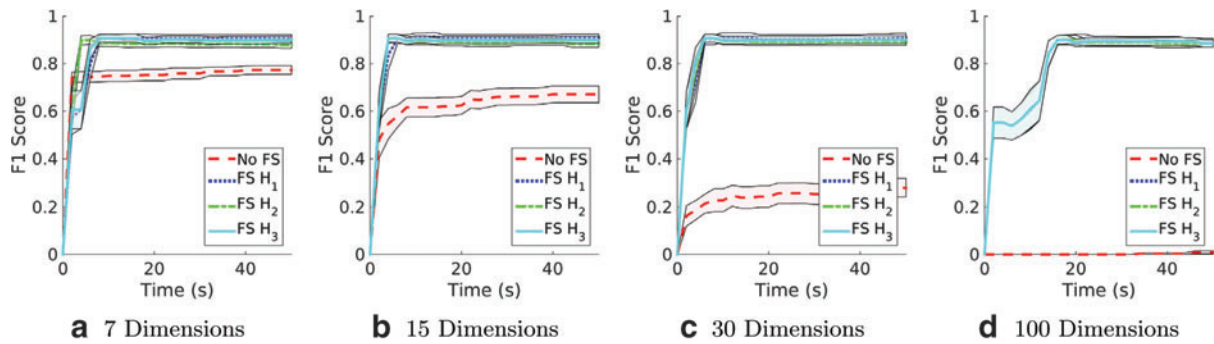 F1 Score
1
0.8
0.6
0.4
0.2
0
0 20 40
Time (s)
No FS
FS H1
FS H2
FS H3
a 7 Dimensions
F1 Score
1
0.8
0.6
0.4
0.2
0
0 20 40
Time (s)
No FS
FS H1
FS H2
FS H3
b 15 Dimensions
F1 Score
1
0.8
0.6
0.4
0.2
0
0 20 40
Time (s)
No FS
FS H1
FS H2
FS H3
c 30 Dimensions
F1 Score
1
0.8
0.6
0.4
0.2
0
0 20 40
Time (s)
No FS
FS H1
FS H2
FS H3
d 100 Dimensions